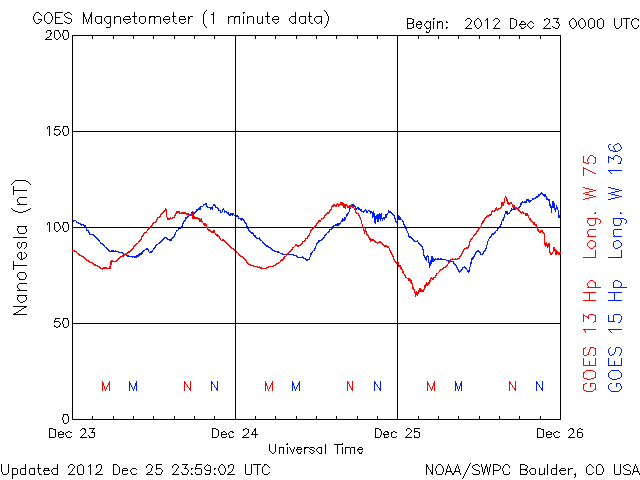 GOES Magnetometer (1 minute data)
Begin: 2012 Dec 23 0000 UTC
200
150
100
50
0
NanoTesla (nT)
M M N N M M N N M M N N
Dec 23 Dec 24 Dec 25 Dec 26
Universal Time
GOES 13 Hp Long. W 75
GOES 15 Hp Long. W 136
Updated 2012 Dec 25 23:59:02 UTC
NOAA/SWPC Boulder, CO USA